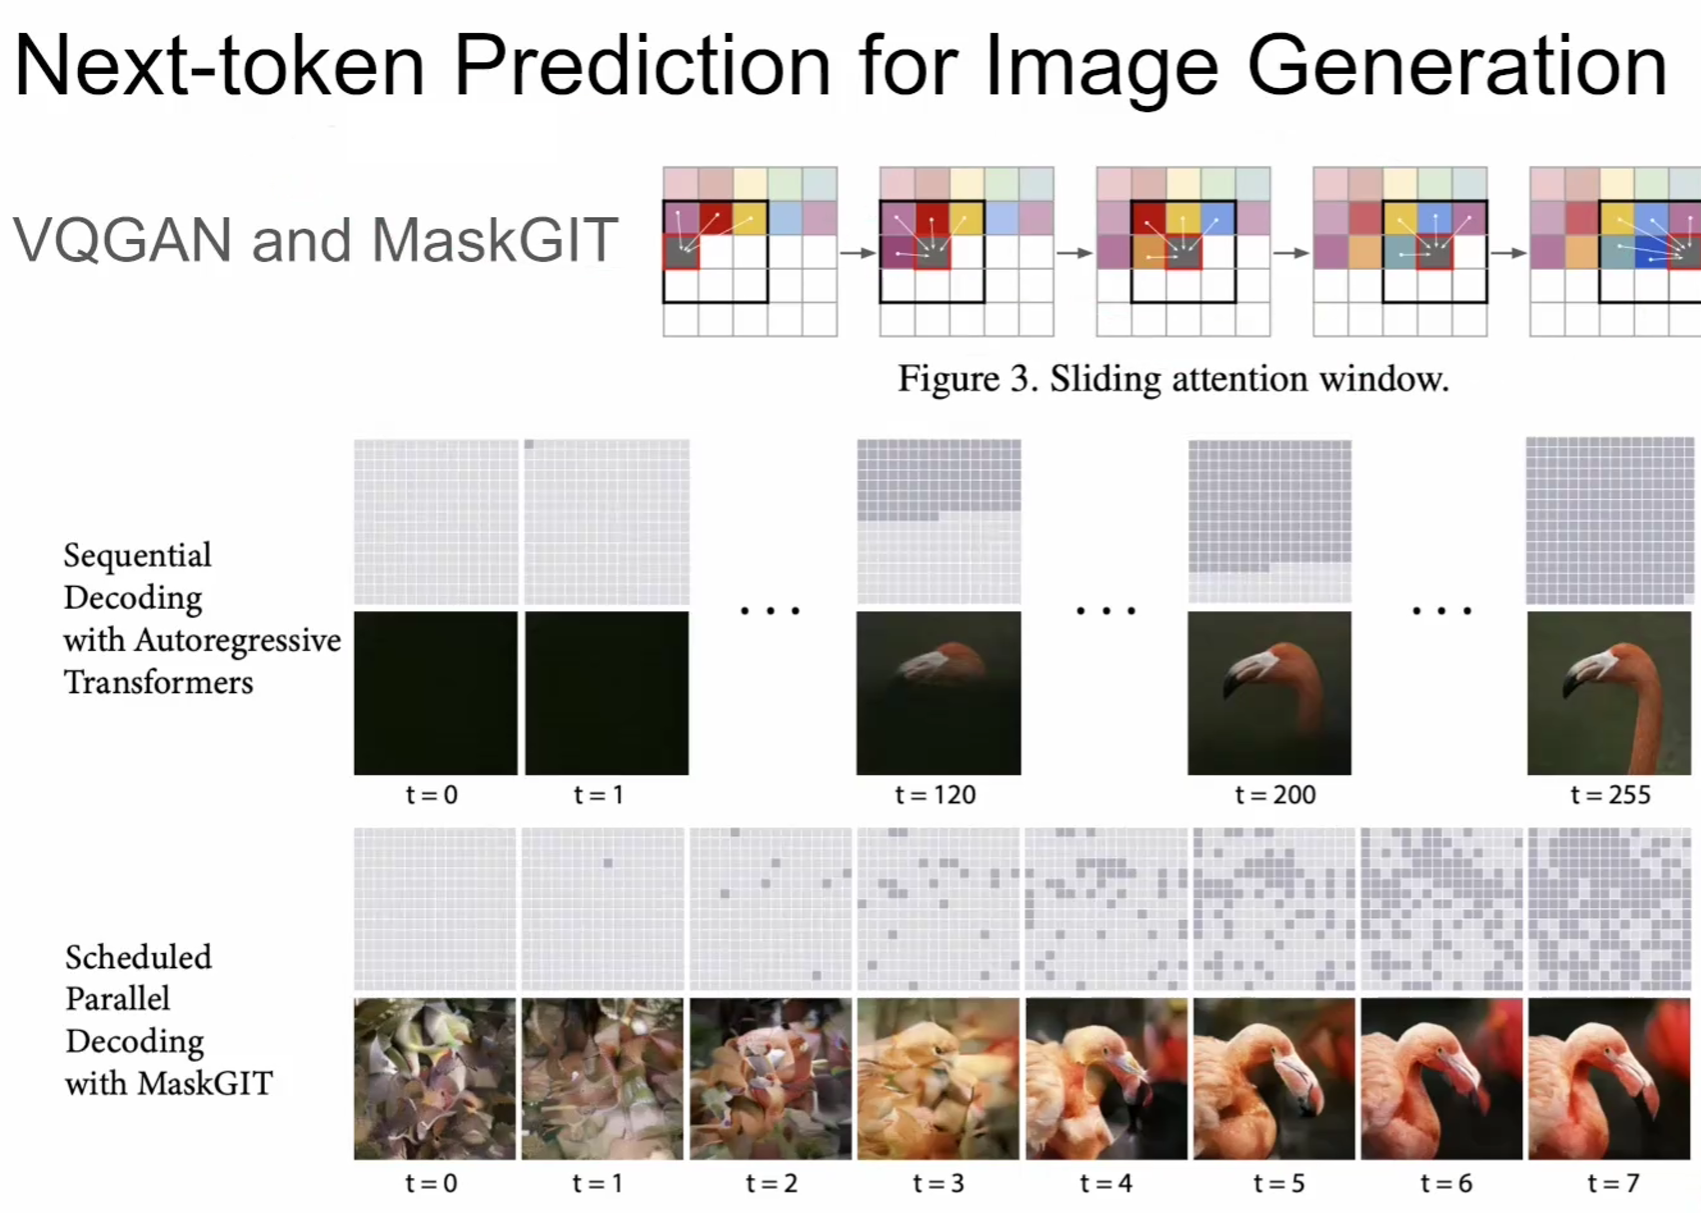 Next-token Prediction for Image Generation
VQGAN and MaskGIT
Figure 3. Sliding attention window.
Sequential
Decoding
with Autoregressive
Transformers
t = 0
t = 1
t = 120
t = 200
t = 255
Scheduled
Parallel
Decoding
with MaskGIT
t = 0
t = 1
t = 2
t = 3
t = 4
t = 5
t = 6
t = 7